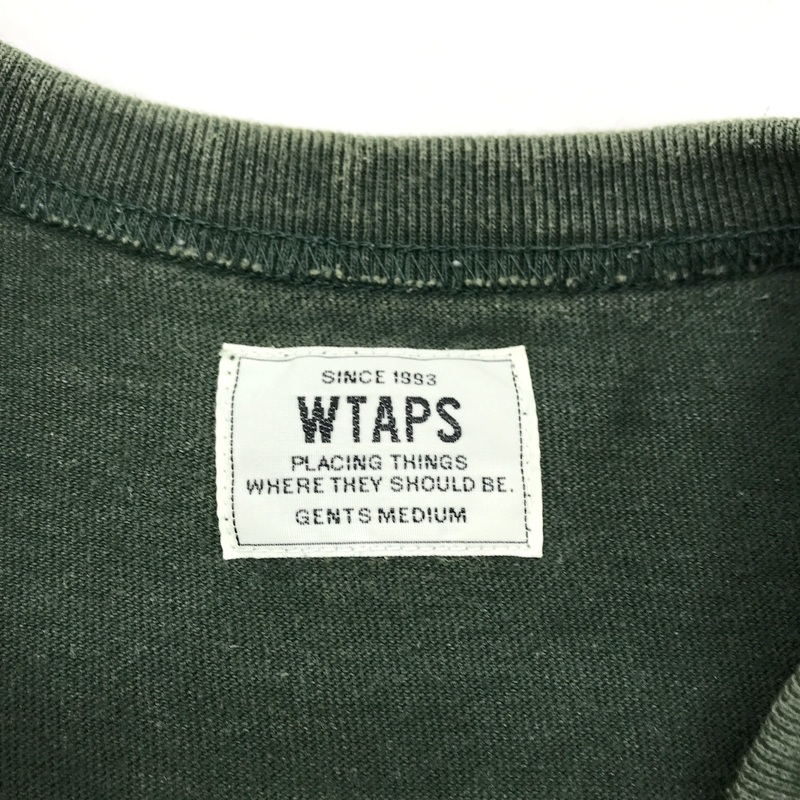 SINCE 1993
WTAPS
PLACING THINGS
WHERE THEY SHOULD BE.
GENTS MEDIUM